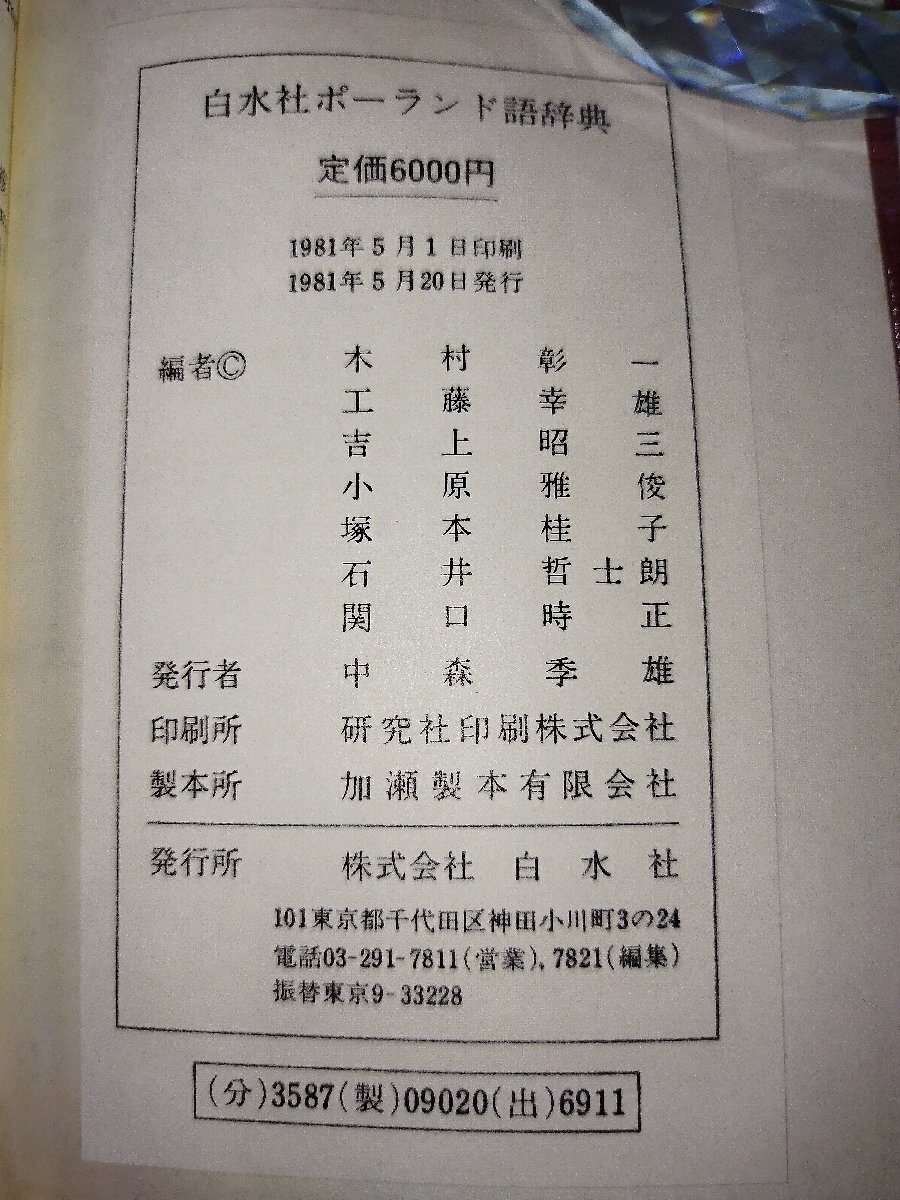 白水社ポーランド語辞典
定価6000円
1981年5月1日印刷
1981年5月20日発行
編者© 木村彰一
工藤幸雄
吉上昭三
小原雅俊
塚本桂子
石井哲士朗
関口時正
発行者 中森季雄
印刷所 研究社印刷株式会社
製本所 加瀬製本有限会社
発行所 株式会社 白水社
101東京都千代田区神田小川町3の24
電話03-291-7811(営業)、7821(編集)
振替東京9-33228
(分)3587(製)09020(出)6911